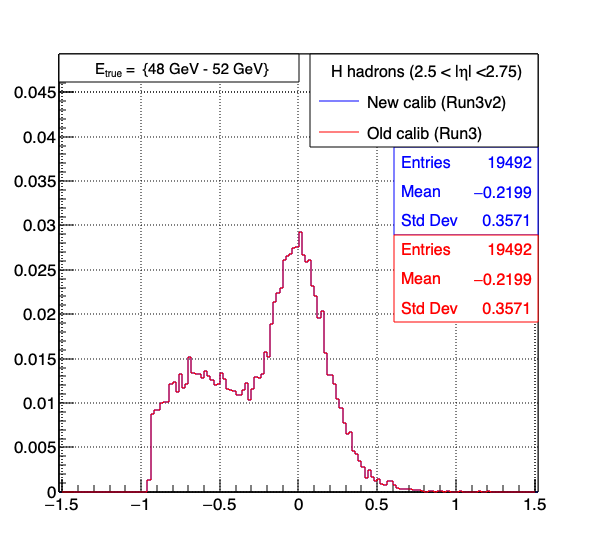 E_true = {48 GeV - 52 GeV}
H hadrons (2.5 < |η| <2.75)
New calib (Run3v2)
Old calib (Run3)
Entries 19492
Mean −0.2199
Std Dev 0.3571
Entries 19492
Mean −0.2199
Std Dev 0.3571
0.045
0.04
0.035
0.03
0.025
0.02
0.015
0.01
0.005
0
−1.5 −1 −0.5 0 0.5 1 1.5